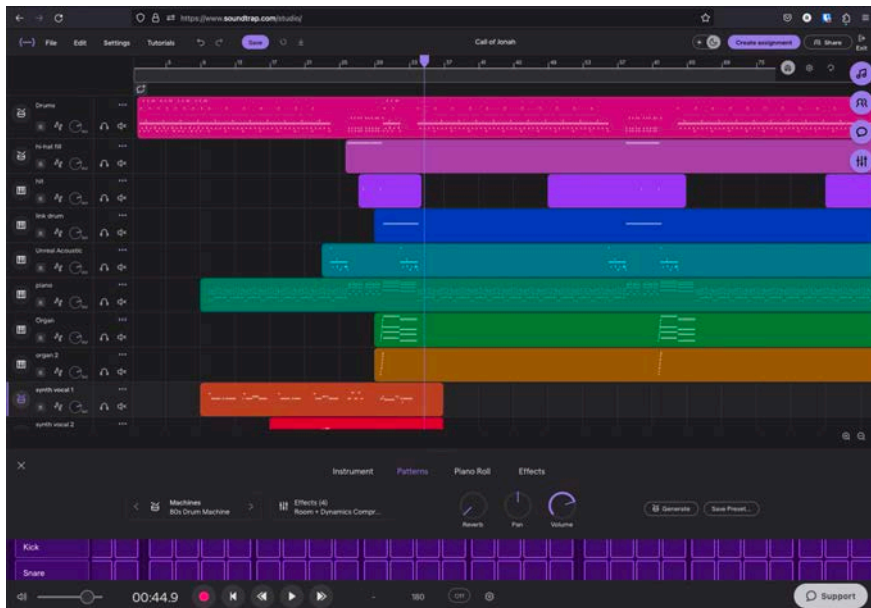 https://www.soundtrap.com/studio/
File Edit Settings Tutorials Save Call of Jonah Create assignment Share Exit
Drums
hi-hat fill
hit
link drum
Unreal Acoustic
piano
Organ
organ 2
synth vocal 1
synth vocal 2
Instrument Patterns Piano Roll Effects
Machines
80s Drum Machine
Effects (4)
Room + Dynamics Compr...
Reverb Pan Volume
Generate Save Preset...
Kick
Snare
00:44.9 - 180 Off Support